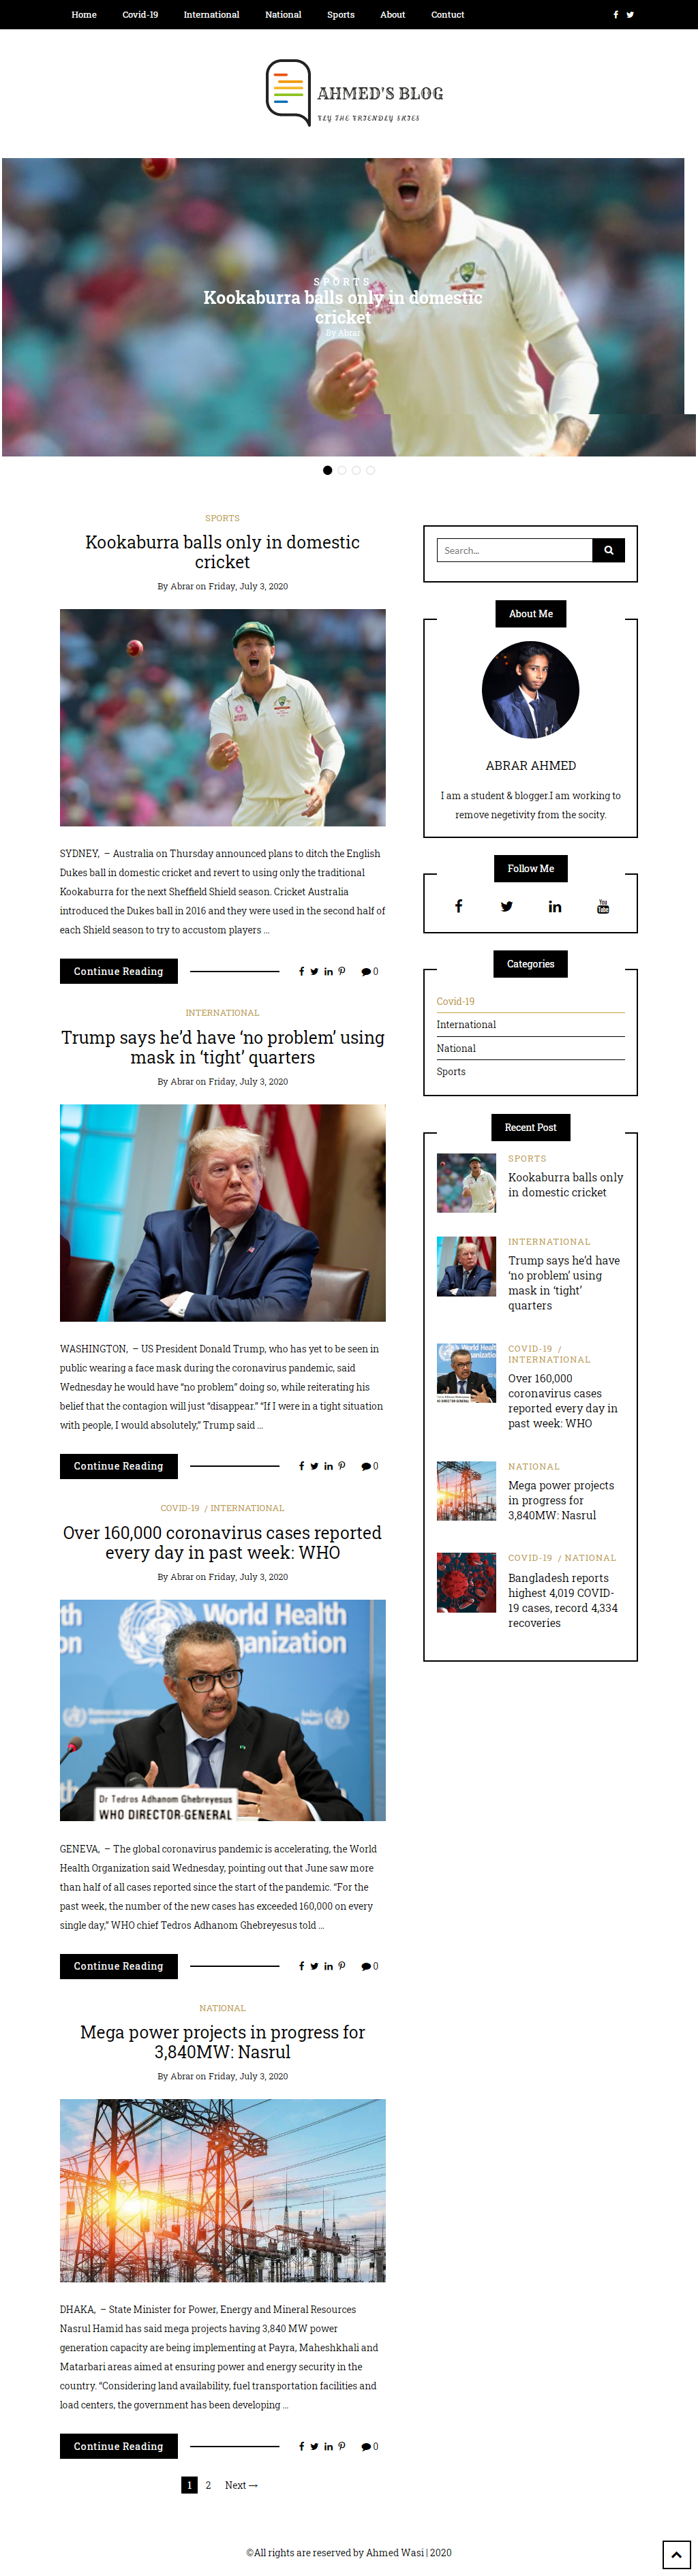 Home Covid-19 International National Sports About Contuct
AHMED'S BLOG
FLY THE FRIENDLY SKIES
SPORTS
Kookaburra balls only in domestic
cricket
By Abrar
SPORTS
Kookaburra balls only in domestic
cricket
By Abrar on Friday, July 3, 2020
SYDNEY,  – Australia on Thursday announced plans to ditch the English
Dukes ball in domestic cricket and revert to using only the traditional
Kookaburra for the next Sheffield Shield season. Cricket Australia
introduced the Dukes ball in 2016 and they were used in the second half of
each Shield season to try to accustom players ...
Continue Reading 0
INTERNATIONAL
Trump says he’d have ‘no problem’ using
mask in ‘tight’ quarters
By Abrar on Friday, July 3, 2020
WASHINGTON,  – US President Donald Trump, who has yet to be seen in
public wearing a face mask during the coronavirus pandemic, said
Wednesday he would have “no problem” doing so, while reiterating his
belief that the contagion will just “disappear.” “If I were in a tight situation
with people, I would absolutely,” Trump said ...
Continue Reading 0
COVID-19 / INTERNATIONAL
Over 160,000 coronavirus cases reported
every day in past week: WHO
By Abrar on Friday, July 3, 2020
World Health
Organization
Dr Tedros Adhanom Ghebreyesus
WHO DIRECTOR-GENERAL
GENEVA,  – The global coronavirus pandemic is accelerating, the World
Health Organization said Wednesday, pointing out that June saw more
than half of all cases reported since the start of the pandemic. “For the
past week, the number of the new cases has exceeded 160,000 on every
single day,” WHO chief Tedros Adhanom Ghebreyesus told ...
Continue Reading 0
NATIONAL
Mega power projects in progress for
3,840MW: Nasrul
By Abrar on Friday, July 3, 2020
DHAKA,  – State Minister for Power, Energy and Mineral Resources
Nasrul Hamid has said mega projects having 3,840 MW power
generation capacity are being implementing at Payra, Maheshkhali and
Matarbari areas aimed at ensuring power and energy security in the
country. “Considering land availability, fuel transportation facilities and
load centers, the government has been developing ...
Continue Reading 0
1 2 Next →
Search...
About Me
ABRAR AHMED
I am a student & blogger.I am working to
remove negetivity from the socity.
Follow Me
Categories
Covid-19
International
National
Sports
Recent Post
SPORTS
Kookaburra balls only
in domestic cricket
INTERNATIONAL
Trump says he’d have
‘no problem’ using
mask in ‘tight’
quarters
COVID-19 /
INTERNATIONAL
Over 160,000
coronavirus cases
reported every day in
past week: WHO
NATIONAL
Mega power projects
in progress for
3,840MW: Nasrul
COVID-19 / NATIONAL
Bangladesh reports
highest 4,019 COVID-
19 cases, record 4,334
recoveries
©All rights are reserved by Ahmed Wasi | 2020